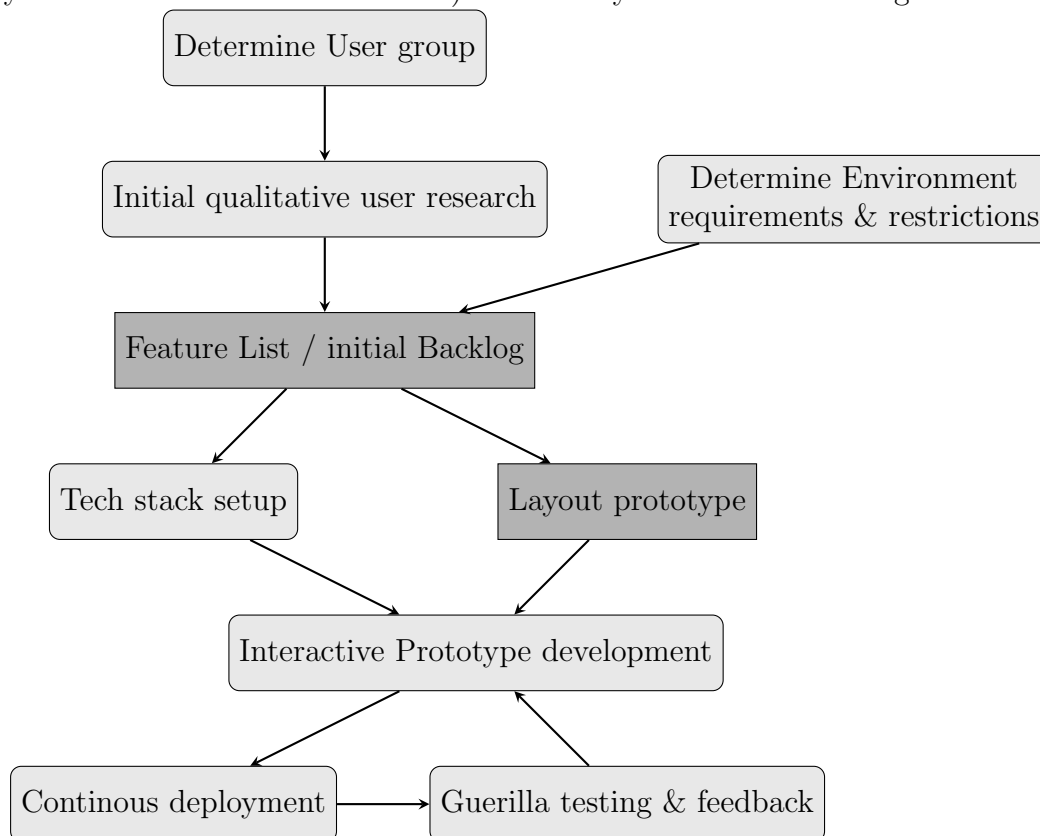 Determine User group
Initial qualitative user research
Determine Environment
requirements & restrictions
Feature List / initial Backlog
Tech stack setup
Layout prototype
Interactive Prototype development
Continous deployment
Guerilla testing & feedback